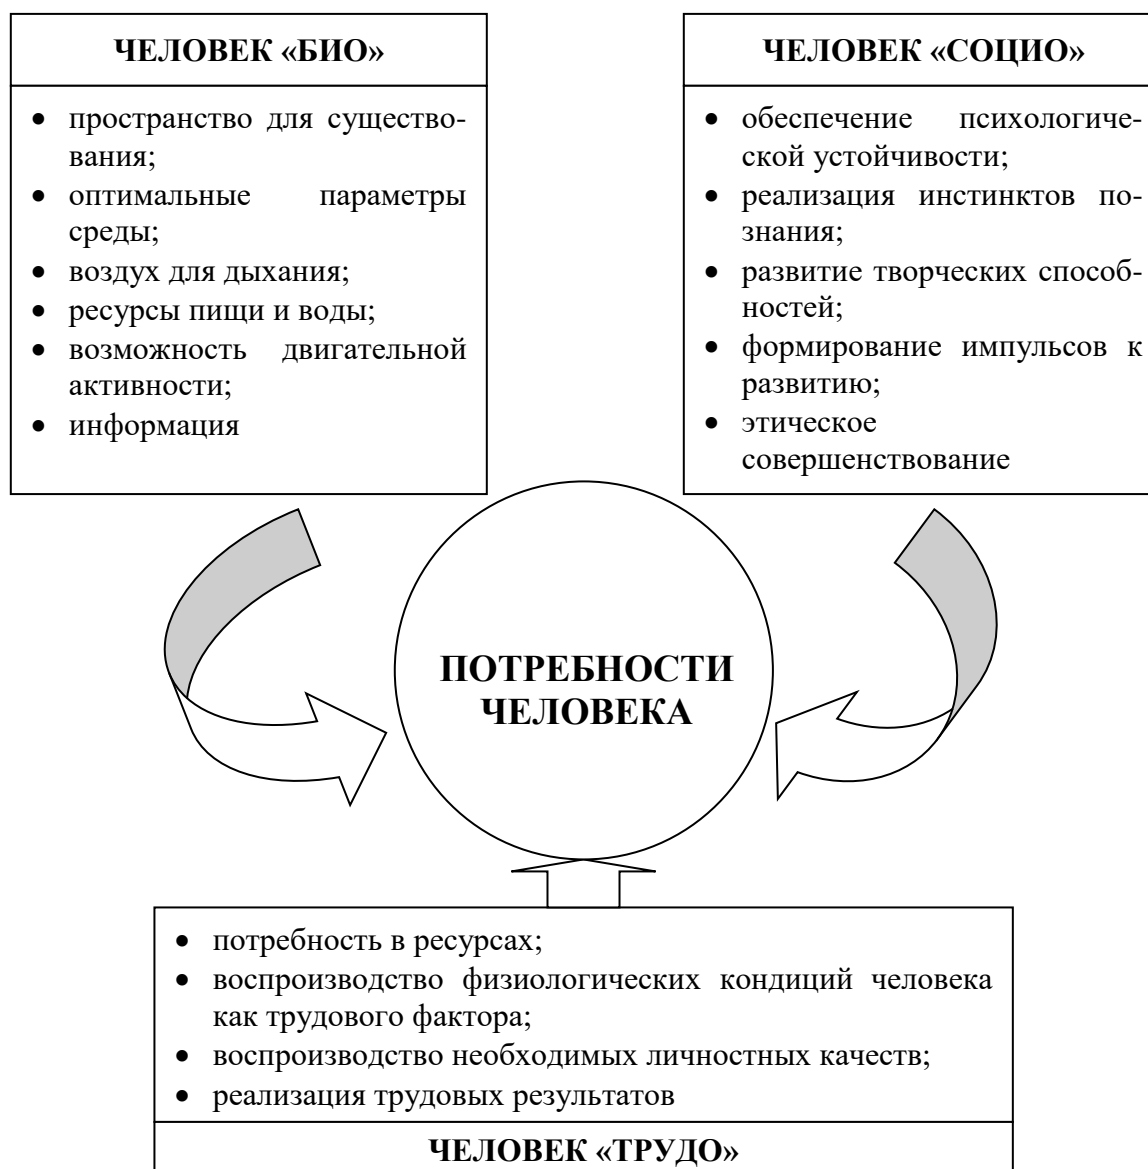 ЧЕЛОВЕК «БИО»
• пространство для существо-
вания;
• оптимальные параметры
среды;
• воздух для дыхания;
• ресурсы пищи и воды;
• возможность двигательной
активности;
• информация
ЧЕЛОВЕК «СОЦИО»
• обеспечение психологиче-
ской устойчивости;
• реализация инстинктов по-
знания;
• развитие творческих способ-
ностей;
• формирование импульсов к
развитию;
• этическое
совершенствование
ПОТРЕБНОСТИ
ЧЕЛОВЕКА
• потребность в ресурсах;
• воспроизводство физиологических кондиций человека
как трудового фактора;
• воспроизводство необходимых личностных качеств;
• реализация трудовых результатов
ЧЕЛОВЕК «ТРУДО»